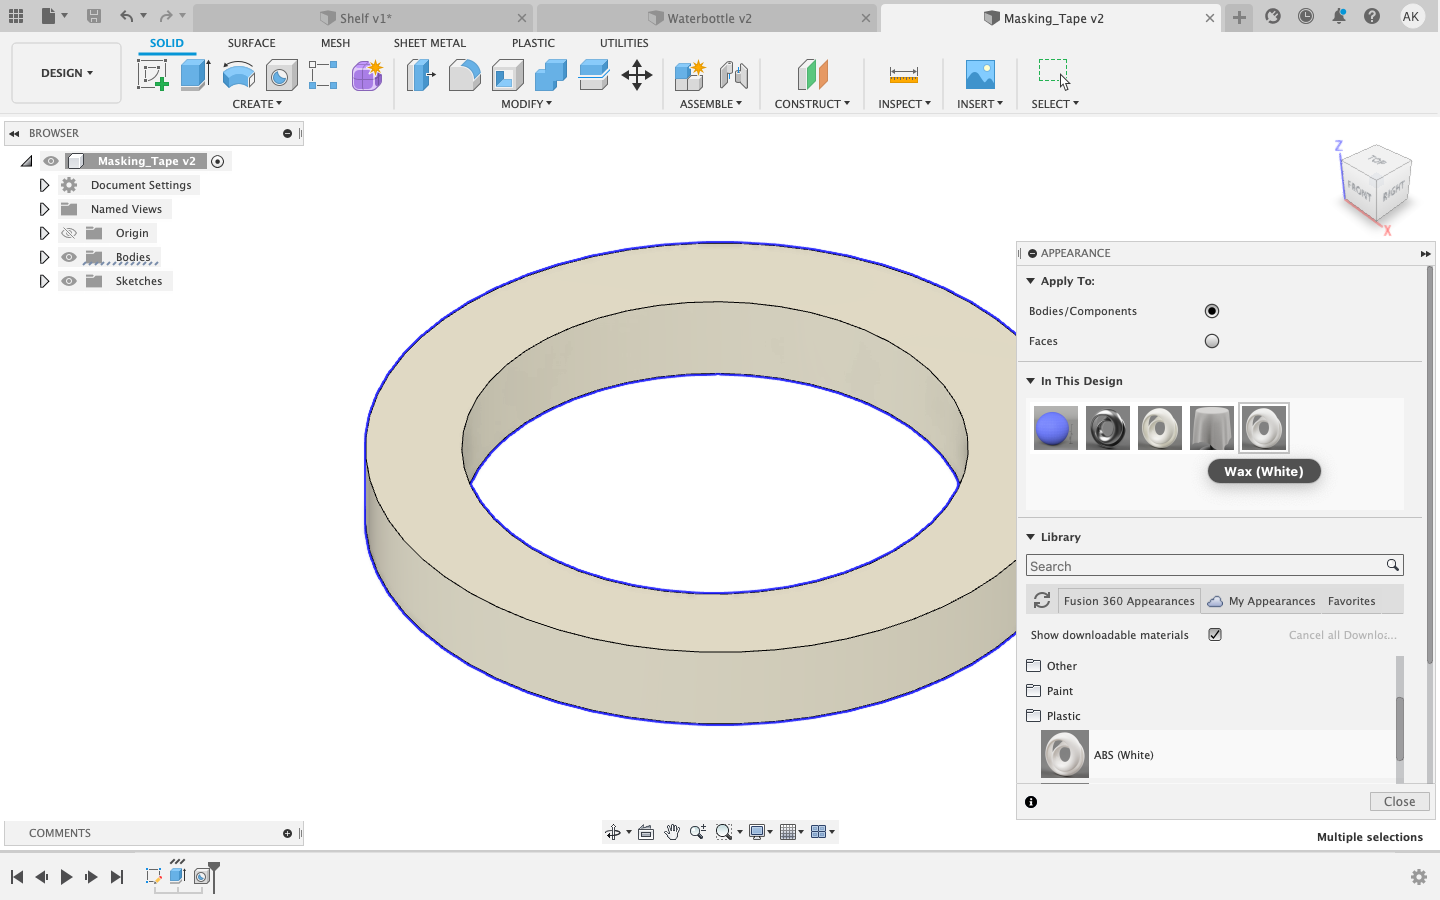 Shelf v1*
Waterbottle v2
Masking_Tape v2
AK
DESIGN
SOLID
SURFACE
MESH
SHEET METAL
PLASTIC
UTILITIES
CREATE
MODIFY
ASSEMBLE
CONSTRUCT
INSPECT
INSERT
SELECT
BROWSER
Masking_Tape v2
Document Settings
Named Views
Origin
Bodies
Sketches
Z
TOP
FRONT
RIGHT
X
APPEARANCE
Apply To:
Bodies/Components
Faces
In This Design
Wax (White)
Library
Search
Fusion 360 Appearances
My Appearances
Favorites
Show downloadable materials
Cancel all Downloa...
Other
Paint
Plastic
ABS (White)
Close
COMMENTS
Multiple selections